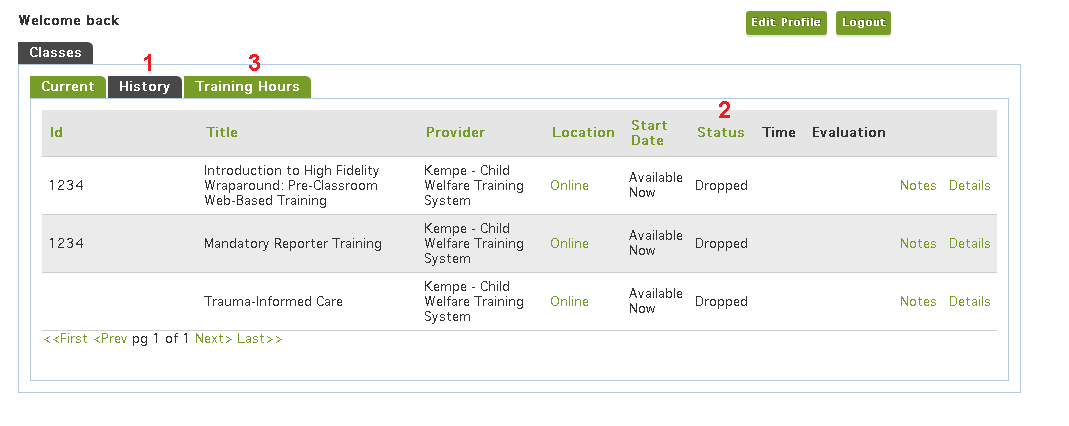 Welcome back
Edit Profile Logout
Classes
1 3
Current History Training Hours
2
Id Title Provider Location Start Date Status Time Evaluation
1234 Introduction to High Fidelity Wraparound: Pre-Classroom Web-Based Training Kempe - Child Welfare Training System Online Available Now Dropped Notes Details
1234 Mandatory Reporter Training Kempe - Child Welfare Training System Online Available Now Dropped Notes Details
Trauma-Informed Care Kempe - Child Welfare Training System Online Available Now Dropped Notes Details
<<First <Prev pg 1 of 1 Next> Last>>